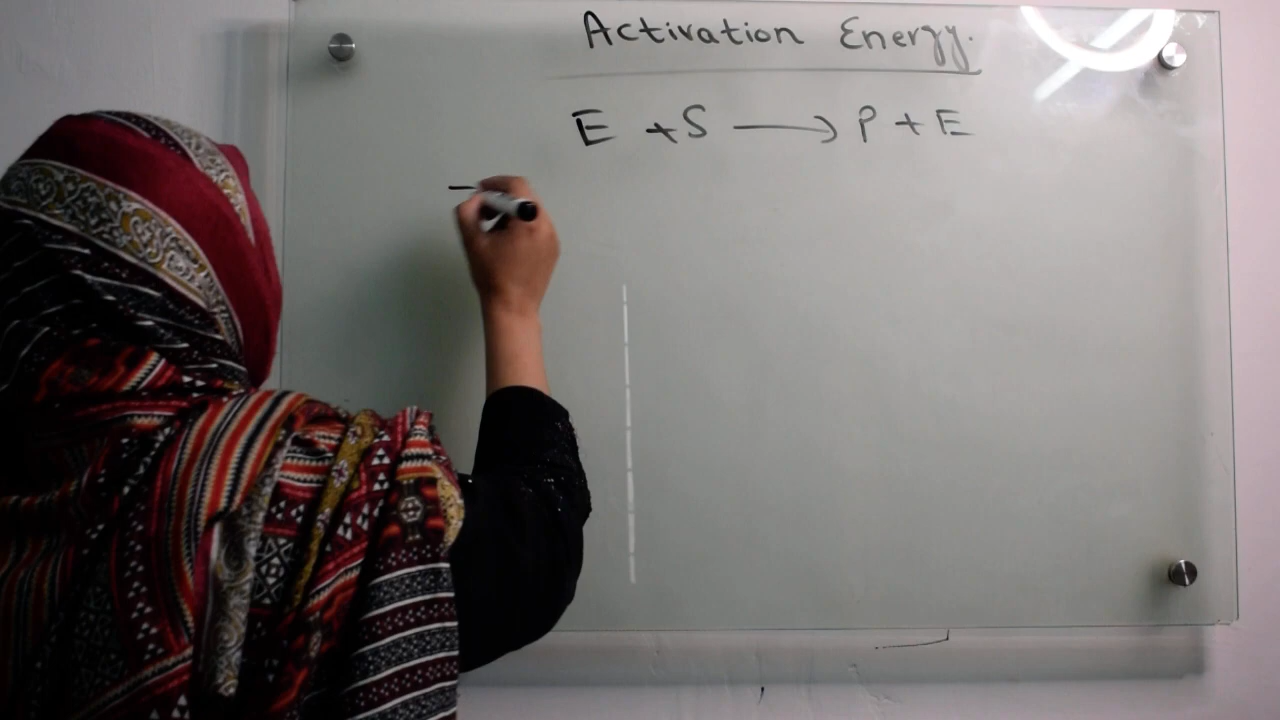 Activation Energy.
E + S → P + E